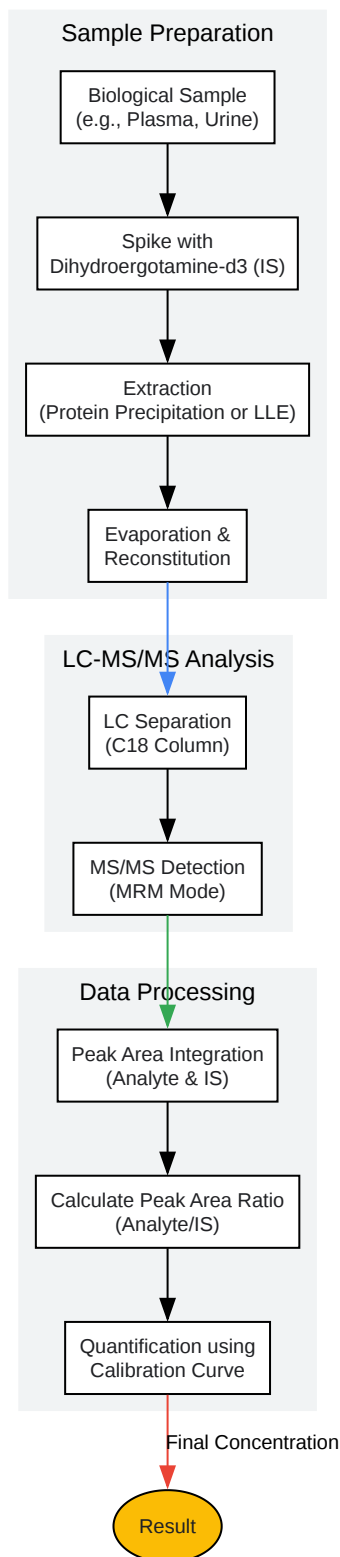 Sample Preparation
Biological Sample
(e.g., Plasma, Urine)
Spike with
Dihydroergotamine-d3 (IS)
Extraction
(Protein Precipitation or LLE)
Evaporation &
Reconstitution
LC-MS/MS Analysis
LC Separation
(C18 Column)
MS/MS Detection
(MRM Mode)
Data Processing
Peak Area Integration
(Analyte & IS)
Calculate Peak Area Ratio
(Analyte/IS)
Quantification using
Calibration Curve
Final Concentration
Result